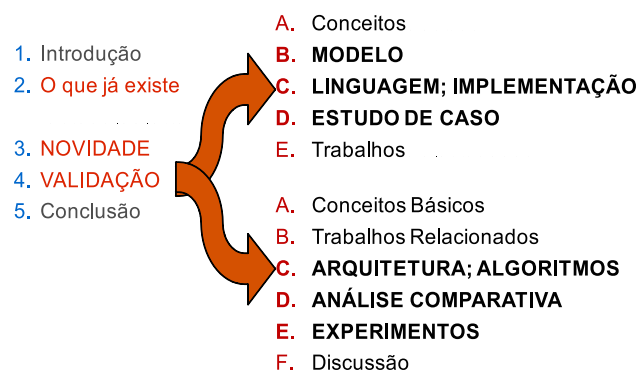 1. Introdução
2. O que já existe
3. NOVIDADE
4. VALIDAÇÃO
5. Conclusão
A. Conceitos
B. MODELO
C. LINGUAGEM; IMPLEMENTAÇÃO
D. ESTUDO DE CASO
E. Trabalhos
A. Conceitos Básicos
B. Trabalhos Relacionados
C. ARQUITETURA; ALGORITMOS
D. ANÁLISE COMPARATIVA
E. EXPERIMENTOS
F. Discussão